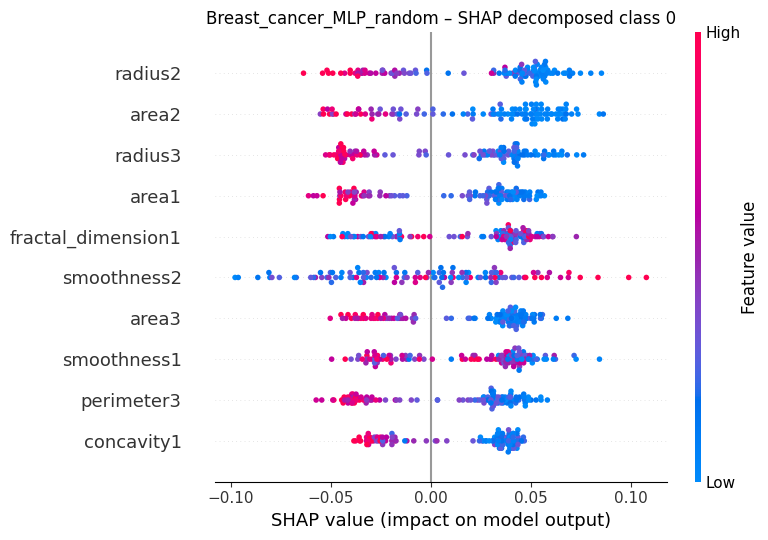 Breast_cancer_MLP_random – SHAP decomposed class 0
High
radius2
area2
radius3
area1
fractal_dimension1
smoothness2
area3
smoothness1
perimeter3
concavity1
Feature value
Low
−0.10 −0.05 0.00 0.05 0.10
SHAP value (impact on model output)